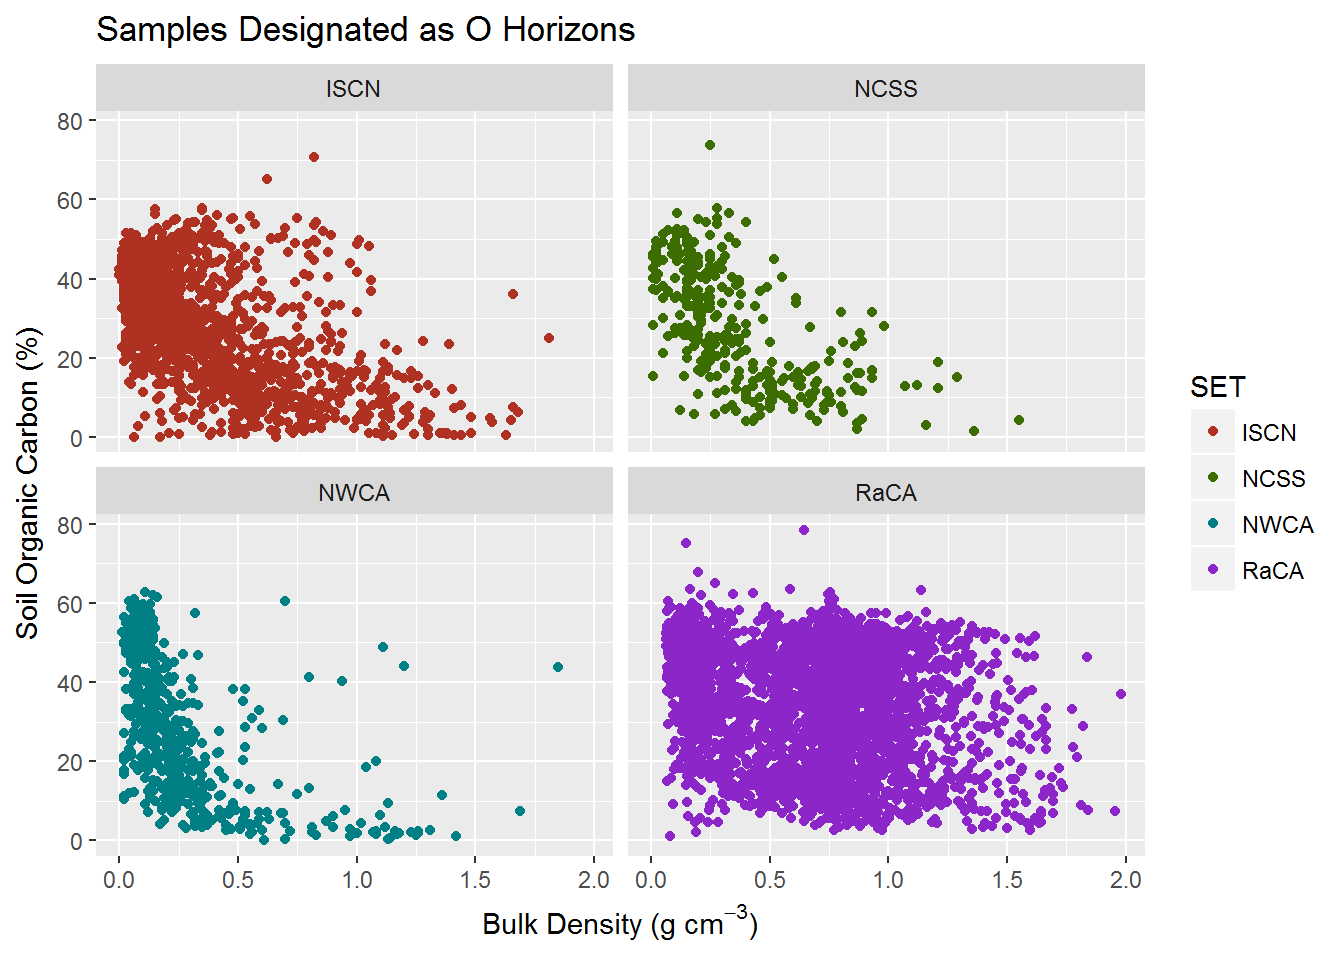 Samples Designated as O Horizons
ISCN
NCSS
80
60
40
20
0
NWCA
RaCA
80
60
40
20
0
0.0 0.5 1.0 1.5 2.0
0.0 0.5 1.0 1.5 2.0
Bulk Density (g cm⁻³)
Soil Organic Carbon (%)
SET
ISCN
NCSS
NWCA
RaCA